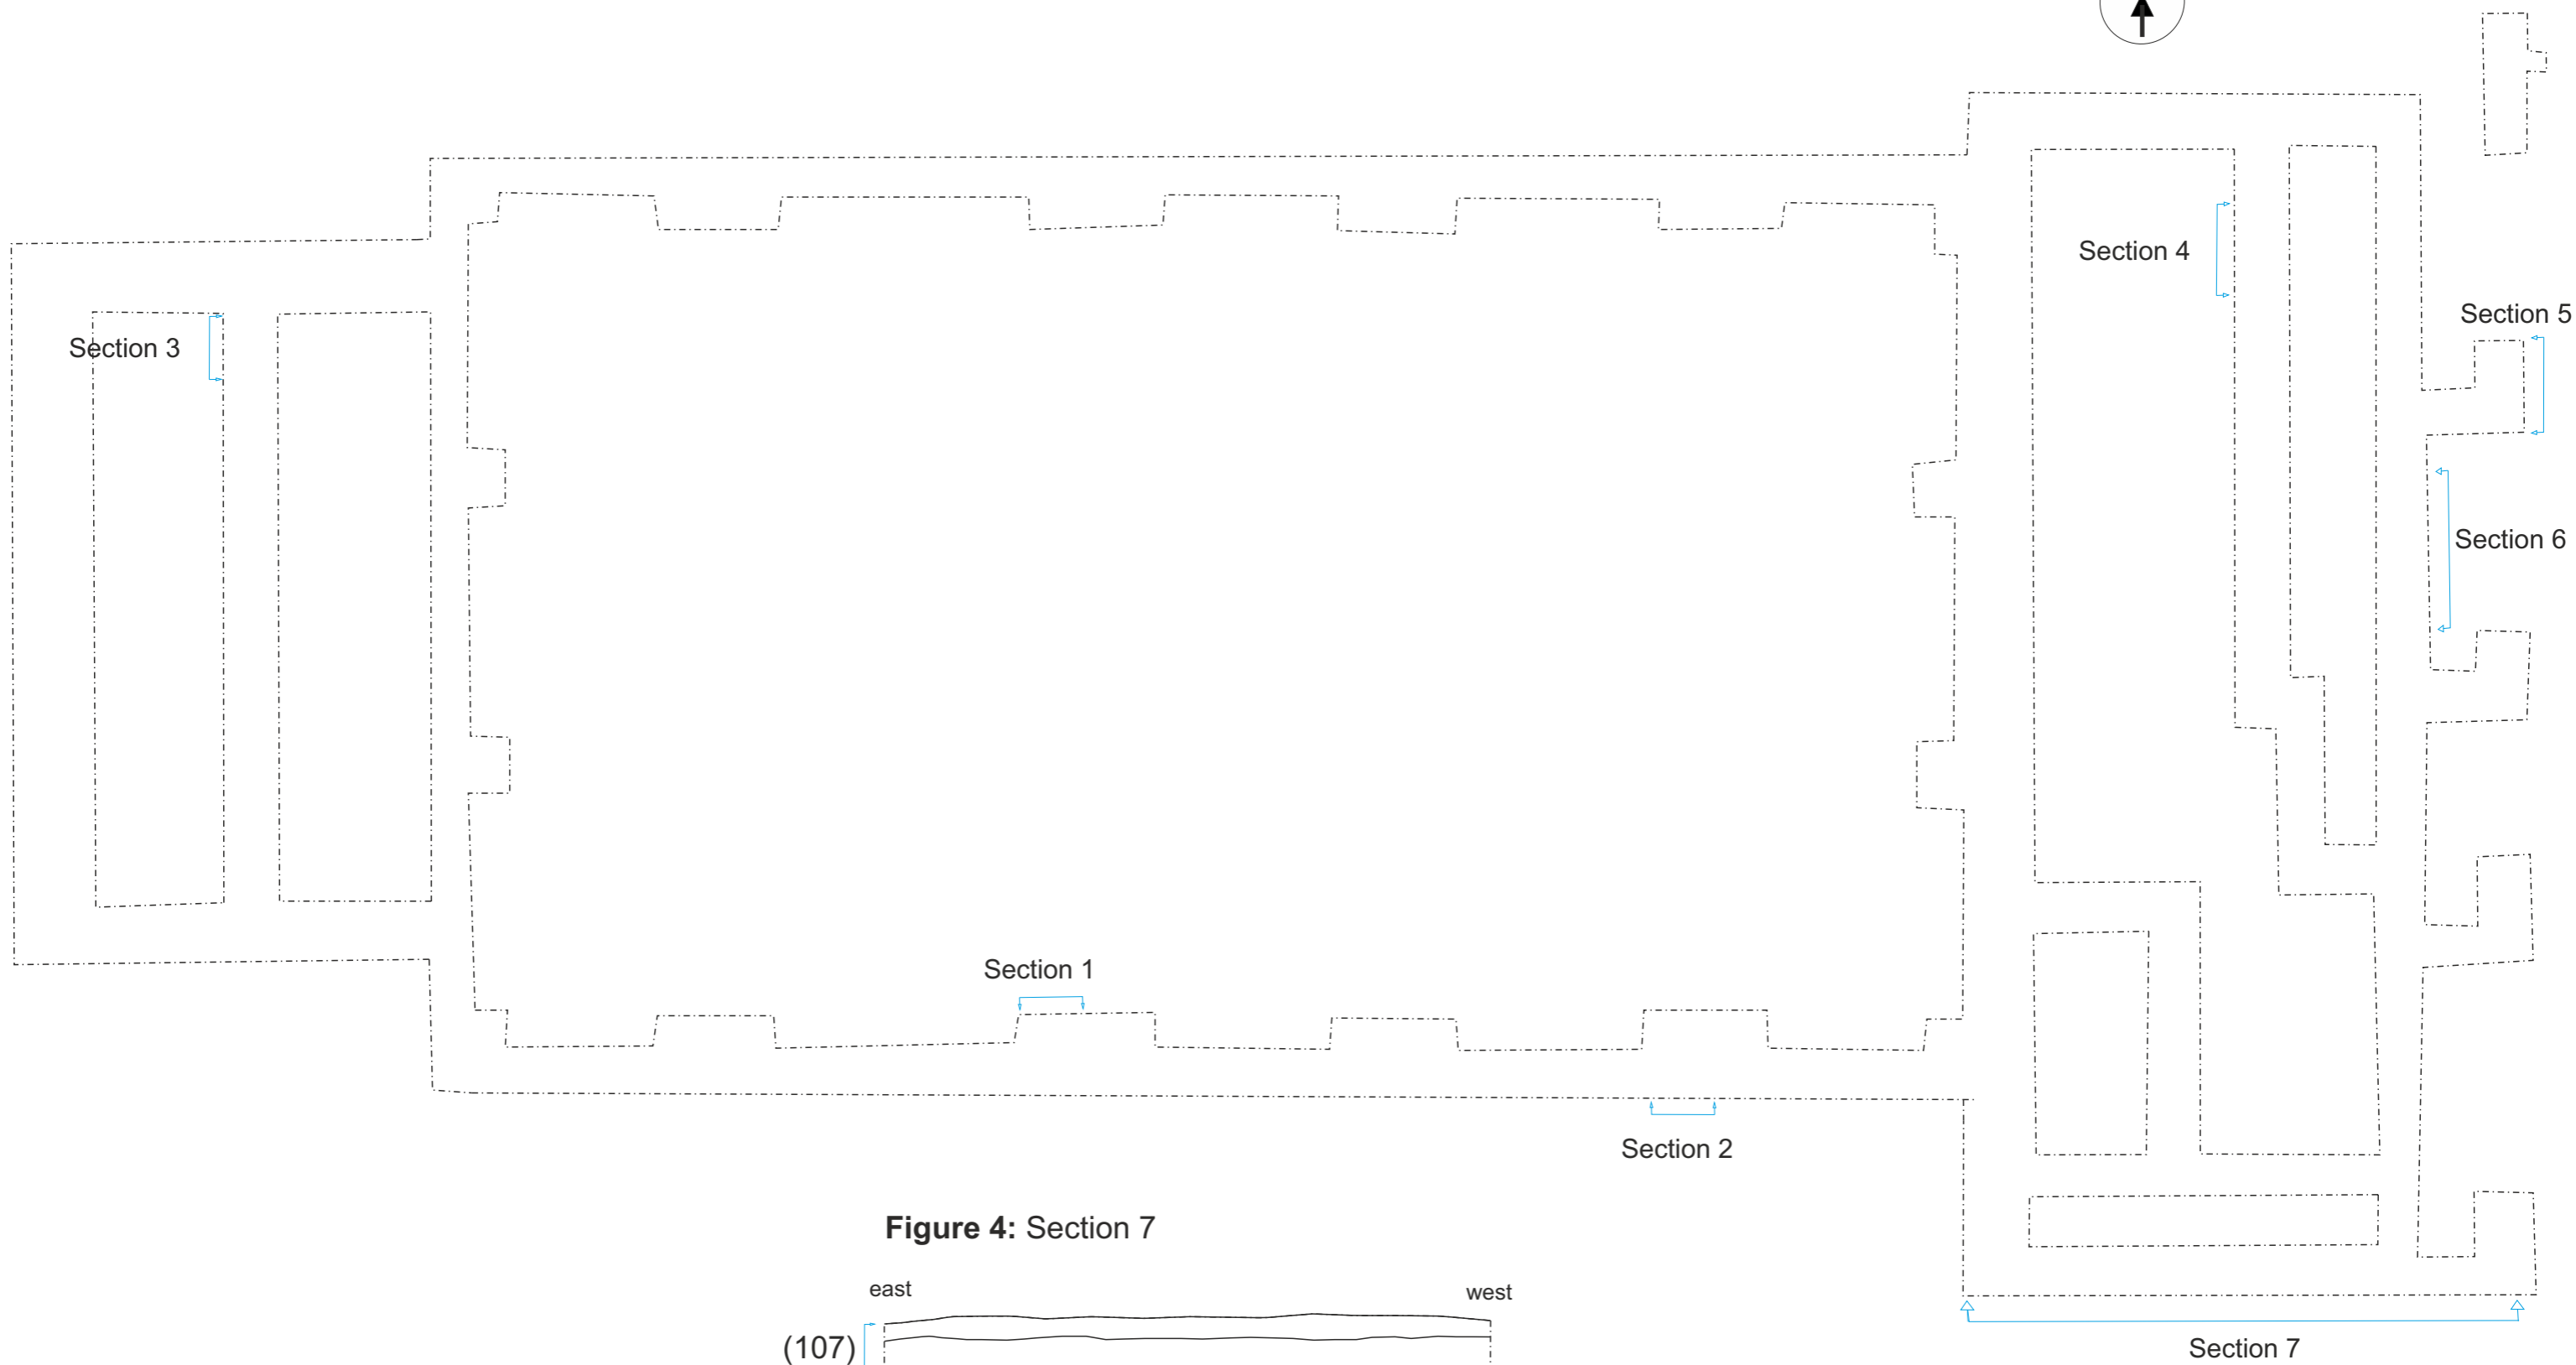 Section 4
Section 5
Section 3
Section 6
Section 1
Section 2
Figure 4: Section 7
east
west
(107)
Section 7